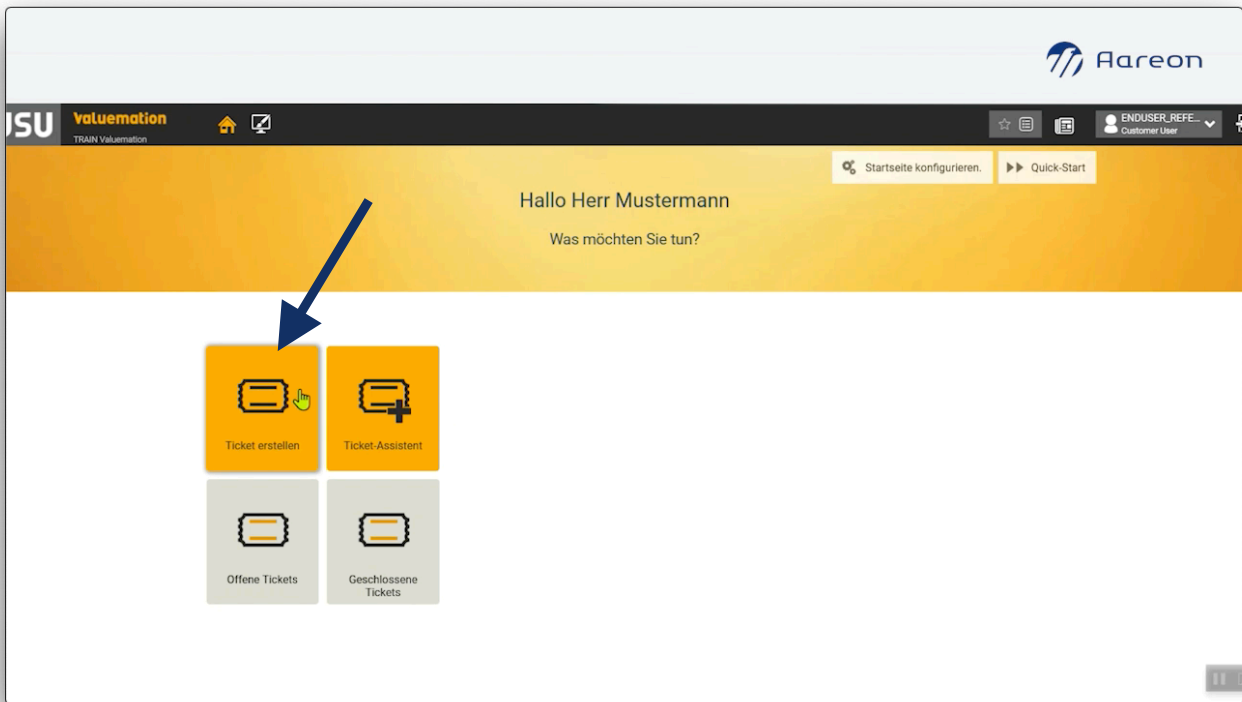 Aareon
USU
Valuemation
TRAIN Valuemation
ENDUSER_REFE...
Customer User
Startseite konfigurieren.
Quick-Start
Hallo Herr Mustermann
Was möchten Sie tun?
Ticket erstellen
Ticket-Assistent
Offene Tickets
Geschlossene
Tickets